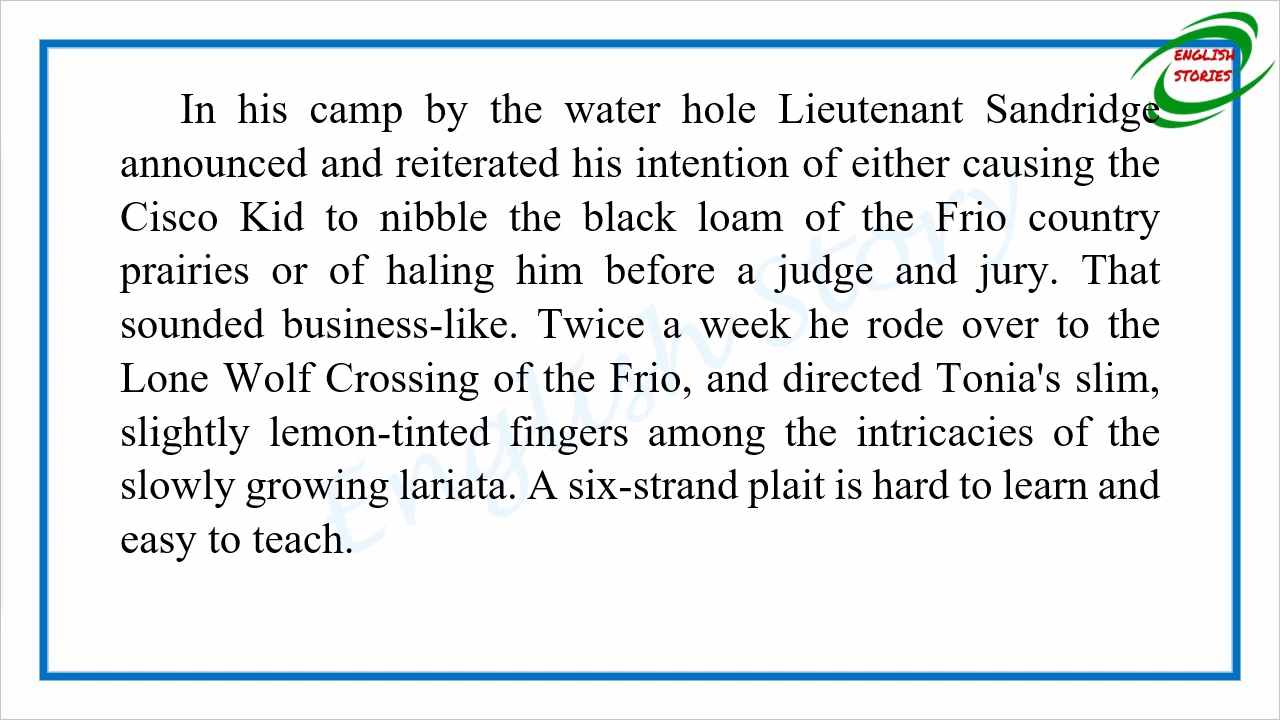 ENGLISH
STORIES
In his camp by the water hole Lieutenant Sandridge
announced and reiterated his intention of either causing the
Cisco Kid to nibble the black loam of the Frio country
prairies or of haling him before a judge and jury. That
sounded business-like. Twice a week he rode over to the
Lone Wolf Crossing of the Frio, and directed Tonia's slim,
slightly lemon-tinted fingers among the intricacies of the
slowly growing lariata. A six-strand plait is hard to learn and
easy to teach.
English Story